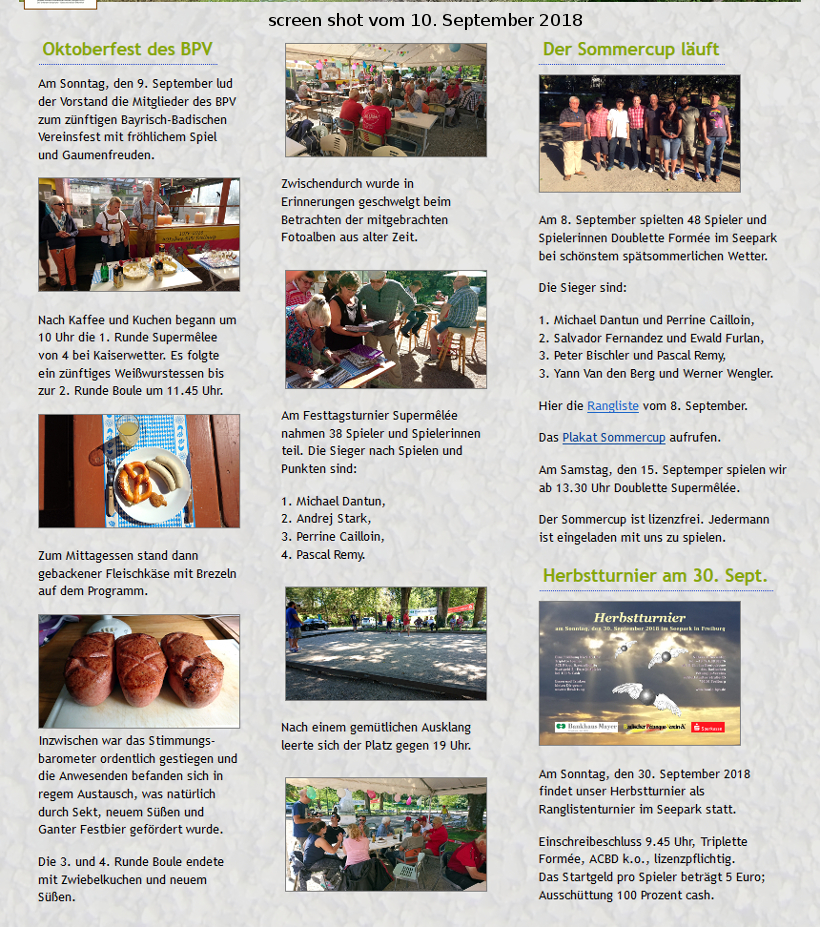 screen shot vom 10. September 2018
Oktoberfest des BPV
Am Sonntag, den 9. September lud
der Vorstand die Mitglieder des BPV
zum zünftigen Bayrisch-Badischen
Vereinsfest mit fröhlichem Spiel
und Gaumenfreuden.
Nach Kaffee und Kuchen begann um
10 Uhr die 1. Runde Supermêlee
von 4 bei Kaiserwetter. Es folgte
ein zünftiges Weißwurstessen bis
zur 2. Runde Boule um 11.45 Uhr.
Zum Mittagessen stand dann
gebackener Fleischkäse mit Brezeln
auf dem Programm.
Inzwischen war das Stimmungs-
barometer ordentlich gestiegen und
die Anwesenden befanden sich in
regem Austausch, was natürlich
durch Sekt, neuem Süßen und
Ganter Festbier gefördert wurde.
Die 3. und 4. Runde Boule endete
mit Zwiebelkuchen und neuem
Süßen.
Zwischendurch wurde in
Erinnerungen geschwelgt beim
Betrachten der mitgebrachten
Fotoalben aus alter Zeit.
Am Festtagsturnier Supermêlée
nahmen 38 Spieler und Spielerinnen
teil. Die Sieger nach Spielen und
Punkten sind:
1. Michael Dantun,
2. Andrej Stark,
3. Perrine Cailloin,
4. Pascal Remy.
Nach einem gemütlichen Ausklang
leerte sich der Platz gegen 19 Uhr.
Der Sommercup läuft
Am 8. September spielten 48 Spieler und
Spielerinnen Doublette Formée im Seepark
bei schönstem spätsommerlichen Wetter.
Die Sieger sind:
1. Michael Dantun und Perrine Cailloin,
2. Salvador Fernandez und Ewald Furlan,
3. Peter Bischler und Pascal Remy,
3. Yann Van den Berg und Werner Wengler.
Hier die Rangliste vom 8. September.
Das Plakat Sommercup aufrufen.
Am Samstag, den 15. Septemper spielen wir
ab 13.30 Uhr Doublette Supermêlée.
Der Sommercup ist lizenzfrei. Jedermann
ist eingeladen mit uns zu spielen.
Herbstturnier am 30. Sept.
Herbstturnier
am Sonntag, den 30. September 2018 im Seepark in Freiburg
Bankhaus Mayer
Sparkasse
Am Sonntag, den 30. September 2018
findet unser Herbstturnier als
Ranglistenturnier im Seepark statt.
Einschreibeschluss 9.45 Uhr, Triplette
Formée, ACBD k.o., lizenzpflichtig.
Das Startgeld pro Spieler beträgt 5 Euro;
Ausschüttung 100 Prozent cash.